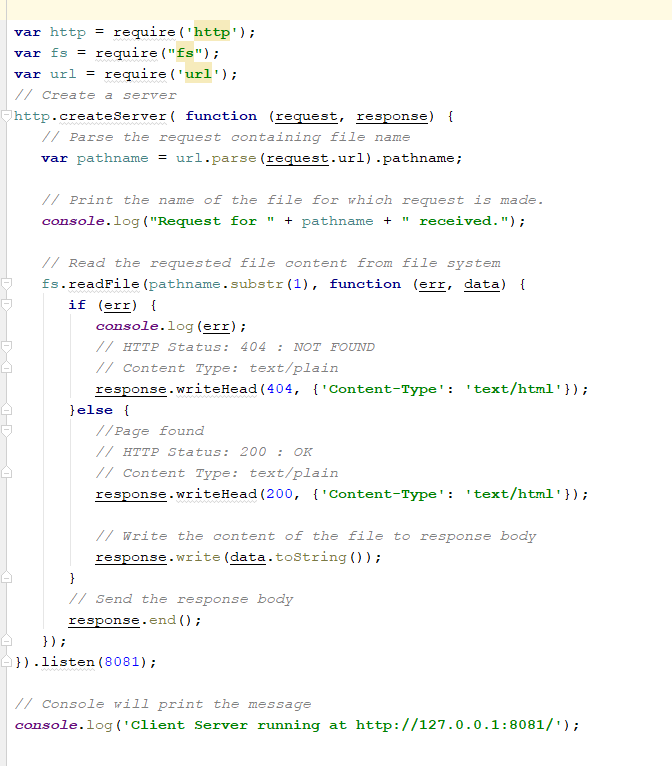 var http = require('http');
var fs = require("fs");
var url = require('url');
// Create a server
http.createServer( function (request, response) {
// Parse the request containing file name
var pathname = url.parse(request.url).pathname;
// Print the name of the file for which request is made.
console.log("Request for " + pathname + " received.");
// Read the requested file content from file system
fs.readFile(pathname.substr(1), function (err, data) {
if (err) {
console.log(err);
// HTTP Status: 404 : NOT FOUND
// Content Type: text/plain
response.writeHead(404, {'Content-Type': 'text/html'});
}else {
//Page found
// HTTP Status: 200 : OK
// Content Type: text/plain
response.writeHead(200, {'Content-Type': 'text/html'});
// Write the content of the file to response body
response.write(data.toString());
}
// Send the response body
response.end();
});
}).listen(8081);
// Console will print the message
console.log('Client Server running at http://127.0.0.1:8081/');